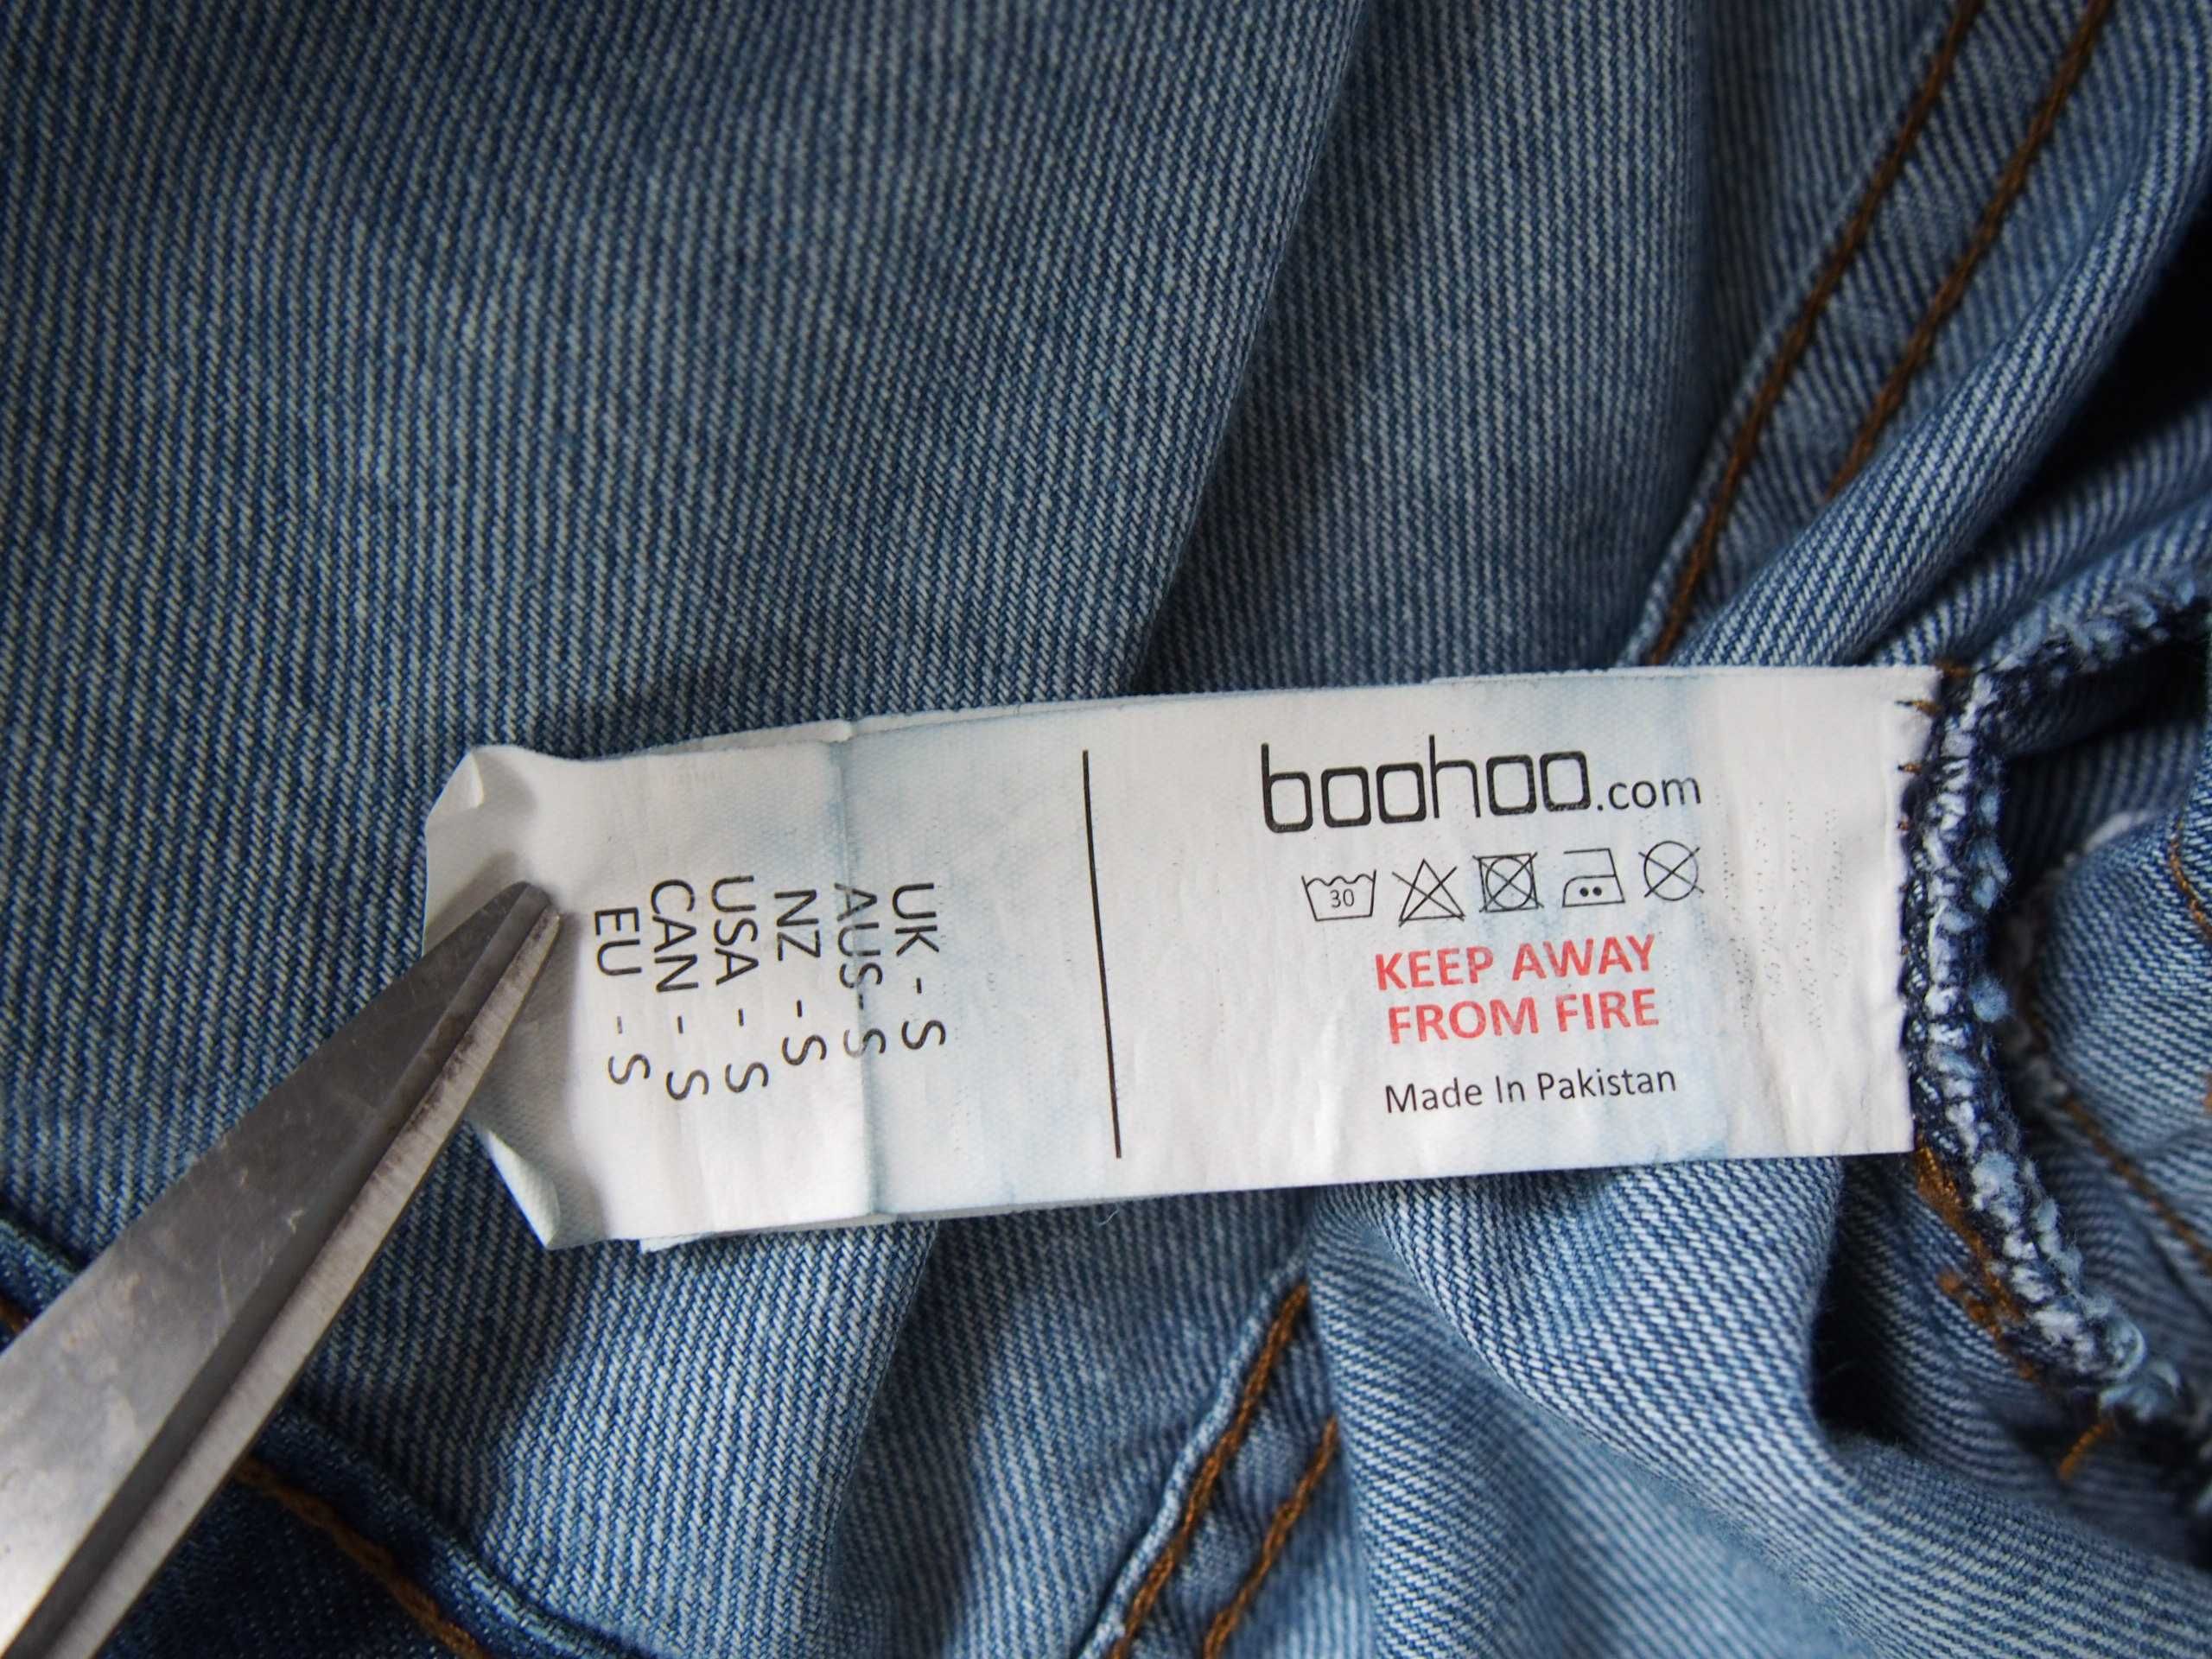 boohoo.com
30
KEEP AWAY
FROM FIRE
Made In Pakistan
UK - S
AUS- S
NZ - S
USA - S
CAN - S
EU - S